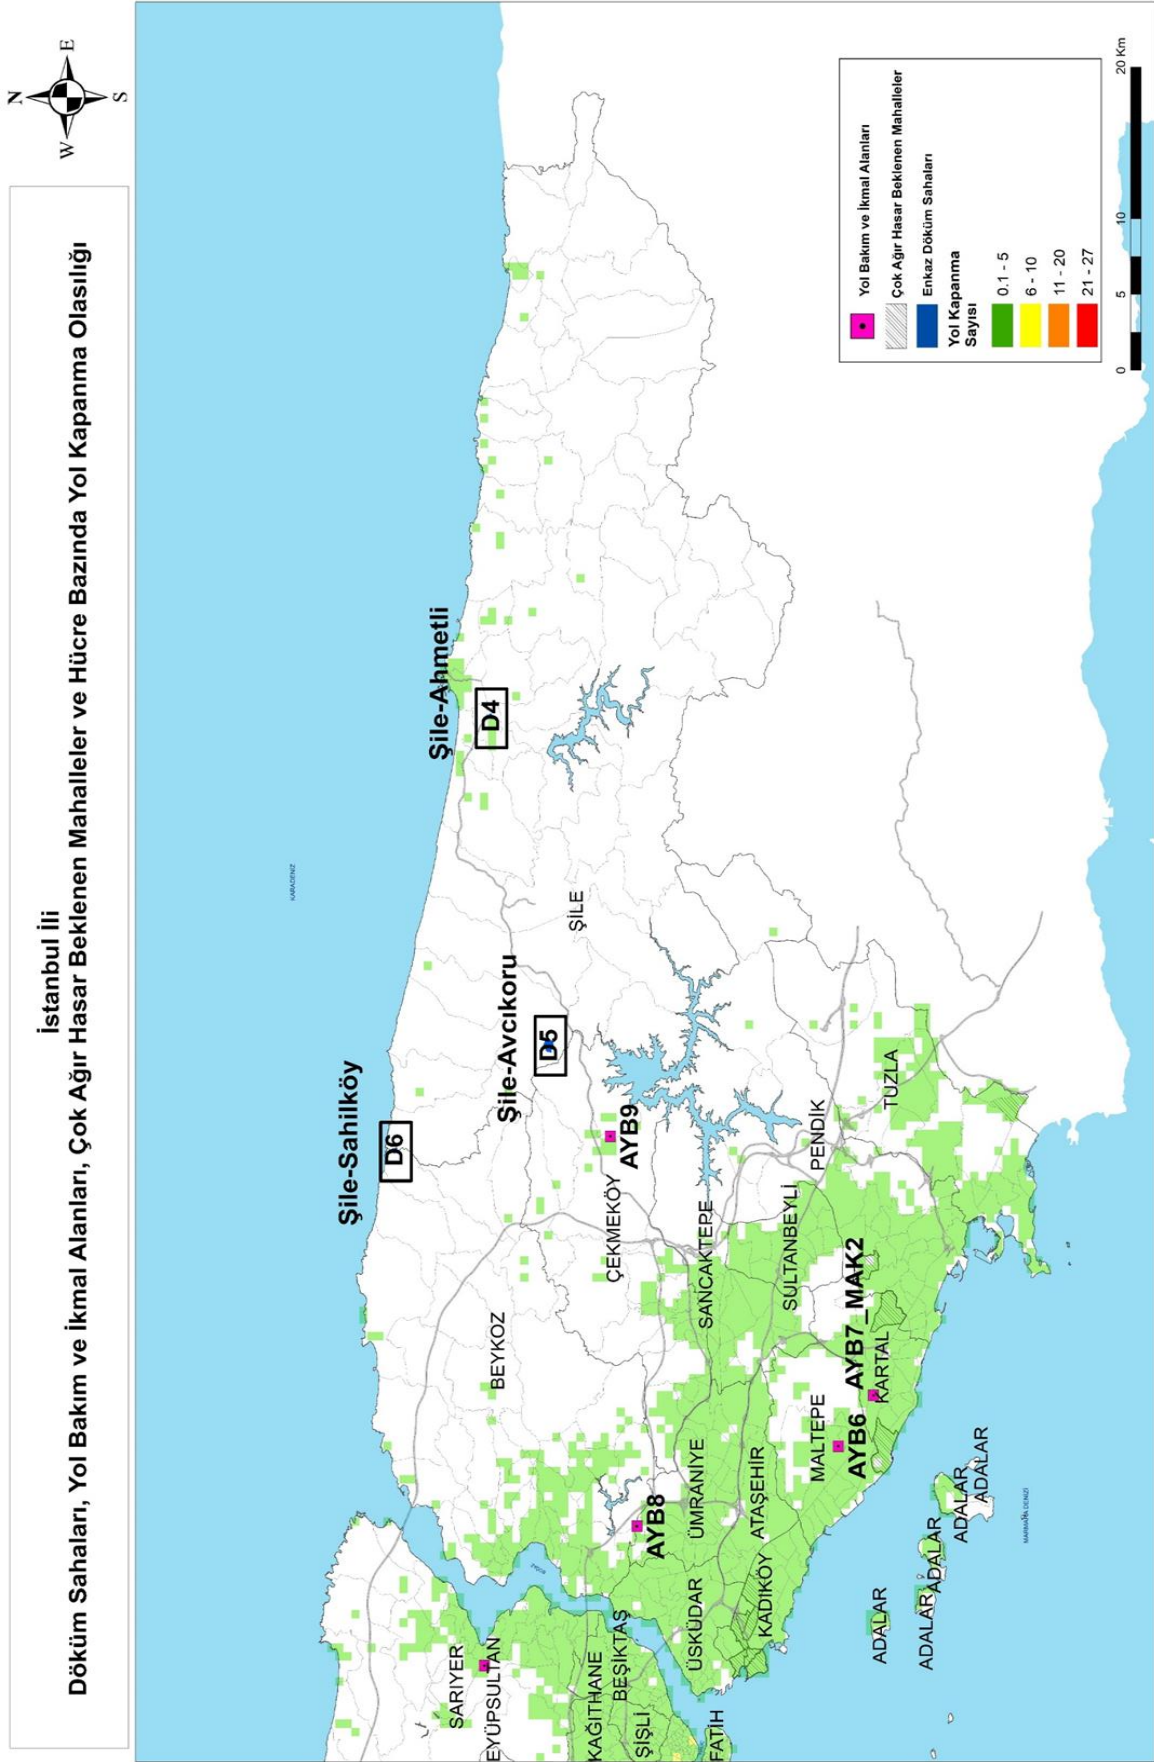 İstanbul İli
Döküm Sahaları, Yol Bakım ve İkmal Alanları, Çok Ağır Hasar Beklenen Mahalleler ve Hücre Bazında Yol Kapanma Olasılığı
N
W
E
S
KARADENİZ
Şile-Sahilköy
D6
Şile-Ahmetli
D4
Şile-Avcıkoru
D5
ŞİLE
AYB9
ÇEKMEKÖY
BEYKOZ
SARIYER
EYÜPSULTAN
KAĞITHANE
BEŞİKTAŞ
ŞİŞLİ
FATİH
AYB8
ÜMRANİYE
ÜSKÜDAR
ATAŞEHİR
KADIKÖY
SANCAKTEPE
SULTANBEYLİ
PENDİK
TUZLA
MALTEPE
AYB6
AYB7_MAK2
KARTAL
ADALAR
ADALAR
ADALAR
ADALAR
ADALAR
MARMARA DENİZİ
Yol Bakım ve İkmal Alanları
Çok Ağır Hasar Beklenen Mahalleler
Enkaz Döküm Sahaları
Yol Kapanma
Sayısı
0.1 - 5
6 - 10
11 - 20
21 - 27
0 5 10 20 Km